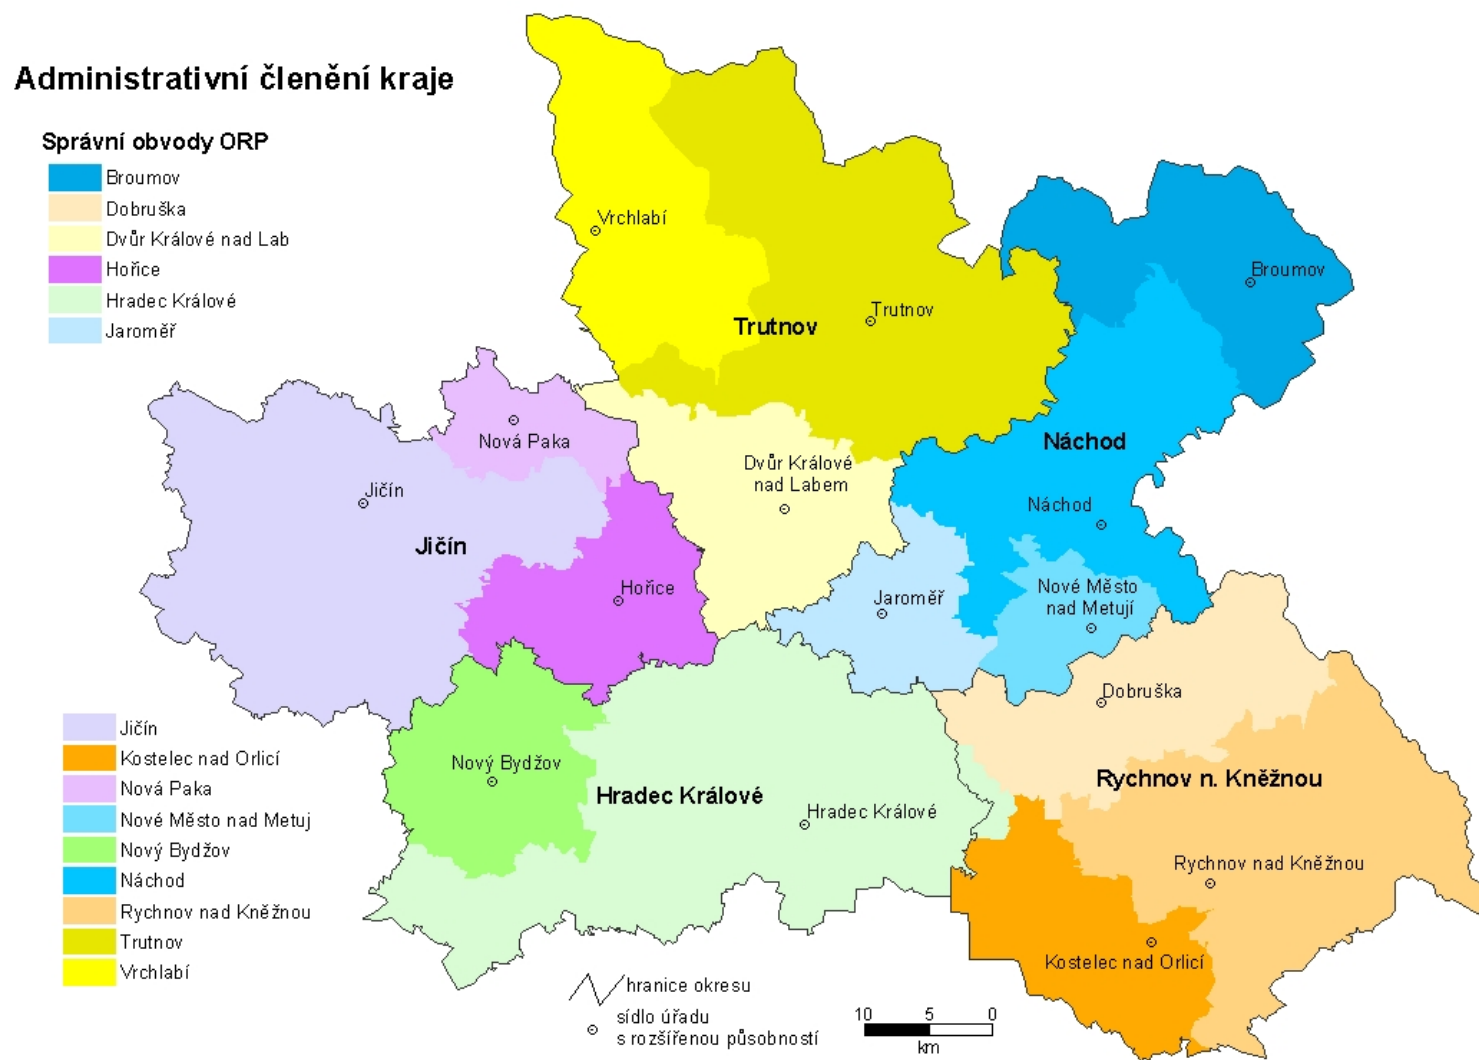 Administrativní členění kraje
Správní obvody ORP
Broumov
Dobruška
Dvůr Králové nad Lab
Hořice
Hradec Králové
Jaroměř
Jičín
Kostelec nad Orlicí
Nová Paka
Nové Město nad Metuj
Nový Bydžov
Náchod
Rychnov nad Kněžnou
Trutnov
Vrchlabí
Vrchlabí
Broumov
Trutnov
Trutnov
Nová Paka
Náchod
Dvůr Králové
nad Labem
Jičín
Náchod
Jičín
Hořice
Jaroměř
Nové Město
nad Metují
Dobruška
Nový Bydžov
Rychnov n. Kněžnou
Hradec Králové
Hradec Králové
Rychnov nad Kněžnou
Kostelec nad Orlicí
hranice okresu
sídlo úřadu
s rozšířenou působností
10 5 0
km